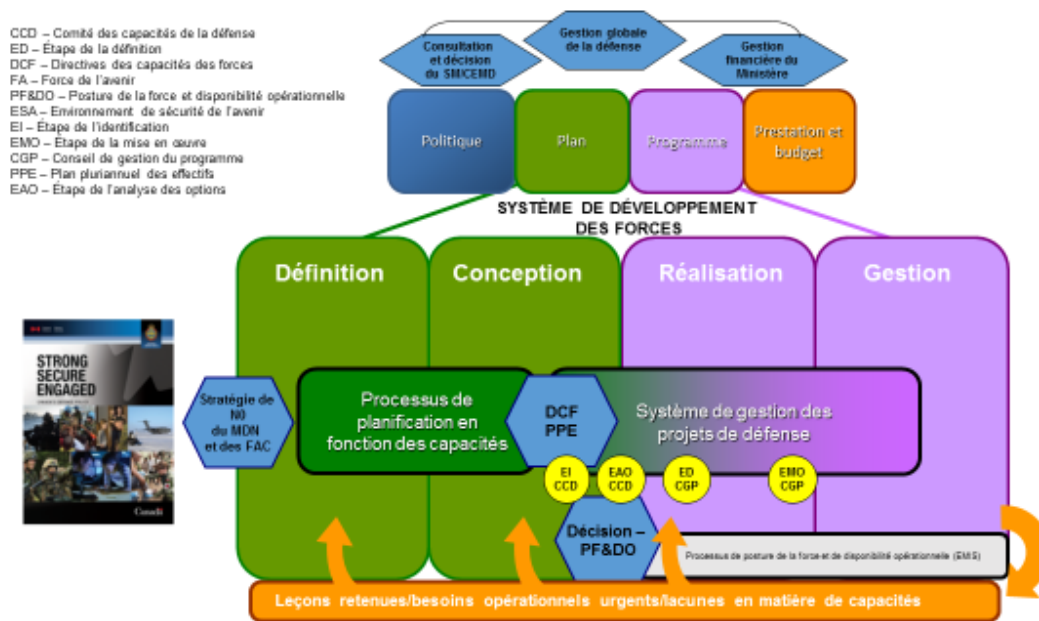 CCD – Comité des capacités de la défense
ED – Étape de la définition
DCF – Directives des capacités des forces
FA – Force de l'avenir
PF&DO – Posture de la force et disponibilité opérationnelle
ESA – Environnement de sécurité de l'avenir
EI – Étape de l'identification
EMO – Étape de la mise en œuvre
CGP – Conseil de gestion du programme
PPE – Plan pluriannuel des effectifs
EAO – Étape de l'analyse des options
Consultation
et décision
du SM/CEMD
Gestion globale
de la défense
Gestion
financière du
Ministère
Politique
Plan
Programme
Prestation et
budget
SYSTÈME DE DÉVELOPPEMENT
DES FORCES
Définition
Conception
Réalisation
Gestion
STRONG
SECURE
ENGAGED
Canada
Stratégie de
N0
du MDN
et des FAC
Processus de
planification en
fonction des capacités
DCF
PPE
Système de gestion des
projets de défense
EI
CCD
EAO
CCD
ED
CGP
EMO
CGP
Décision –
PF&DO
Processus de posture de la force et de disponibilité opérationnelle (EMIS)
Leçons retenues/besoins opérationnels urgents/lacunes en matière de capacités